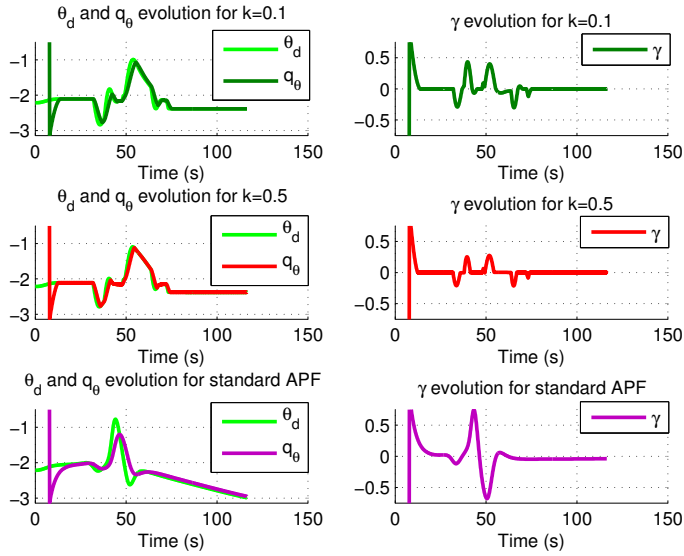 θd and qθ evolution for k=0.1
−1
−2
−3
0
50
100
150
Time (s)
θd
qθ
γ evolution for k=0.1
0.5
0
−0.5
0
50
100
150
Time (s)
γ
θd and qθ evolution for k=0.5
−1
−2
−3
0
50
100
150
Time (s)
θd
qθ
γ evolution for k=0.5
0.5
0
−0.5
0
50
100
150
Time (s)
γ
θd and qθ evolution for standard APF
−1
−2
−3
0
50
100
150
Time (s)
θd
qθ
γ evolution for standard APF
0.5
0
−0.5
0
50
100
150
Time (s)
γ